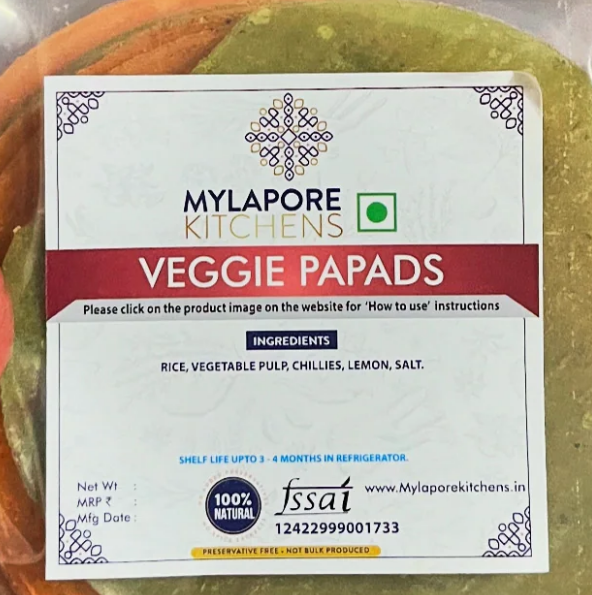 MYLAPORE
KITCHENS
VEGGIE PAPADS
Please click on the product image on the website for 'How to use' instructions
INGREDIENTS
RICE, VEGETABLE PULP, CHILLIES, LEMON, SALT.
SHELF LIFE UPTO 3 - 4 MONTHS IN REFRIGERATOR.
Net Wt :
MRP ₹ :
Mfg Date :
100%
NATURAL
fssai
12422999001733
www.Mylaporekitchens.in
PRESERVATIVE FREE - NOT BULK PRODUCED